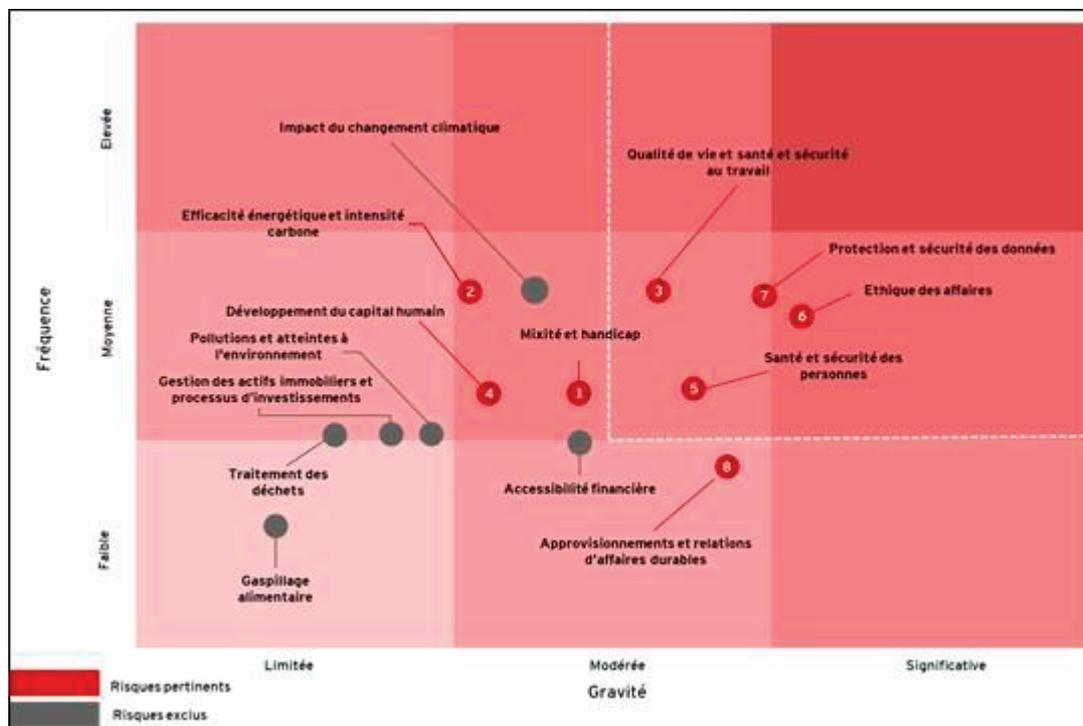 Elevée
Moyenne
Faible
Fréquence
Impact du changement climatique
Qualité de vie et santé et sécurité
au travail
Efficacité énergétique et intensité
carbone
Protection et sécurité des données
2
3
7
6
Ethique des affaires
Développement du capital humain
Mixité et handicap
Pollutions et atteintes à
l'environnement
Santé et sécurité des
personnes
Gestion des actifs immobiliers et
processus d'investissements
4
1
5
Traitement des
déchets
8
Accessibilité financière
Approvisionnements et relations
d'affaires durables
Gaspillage
alimentaire
Limitée
Modérée
Significative
Gravité
Risques pertinents
Risques exclus